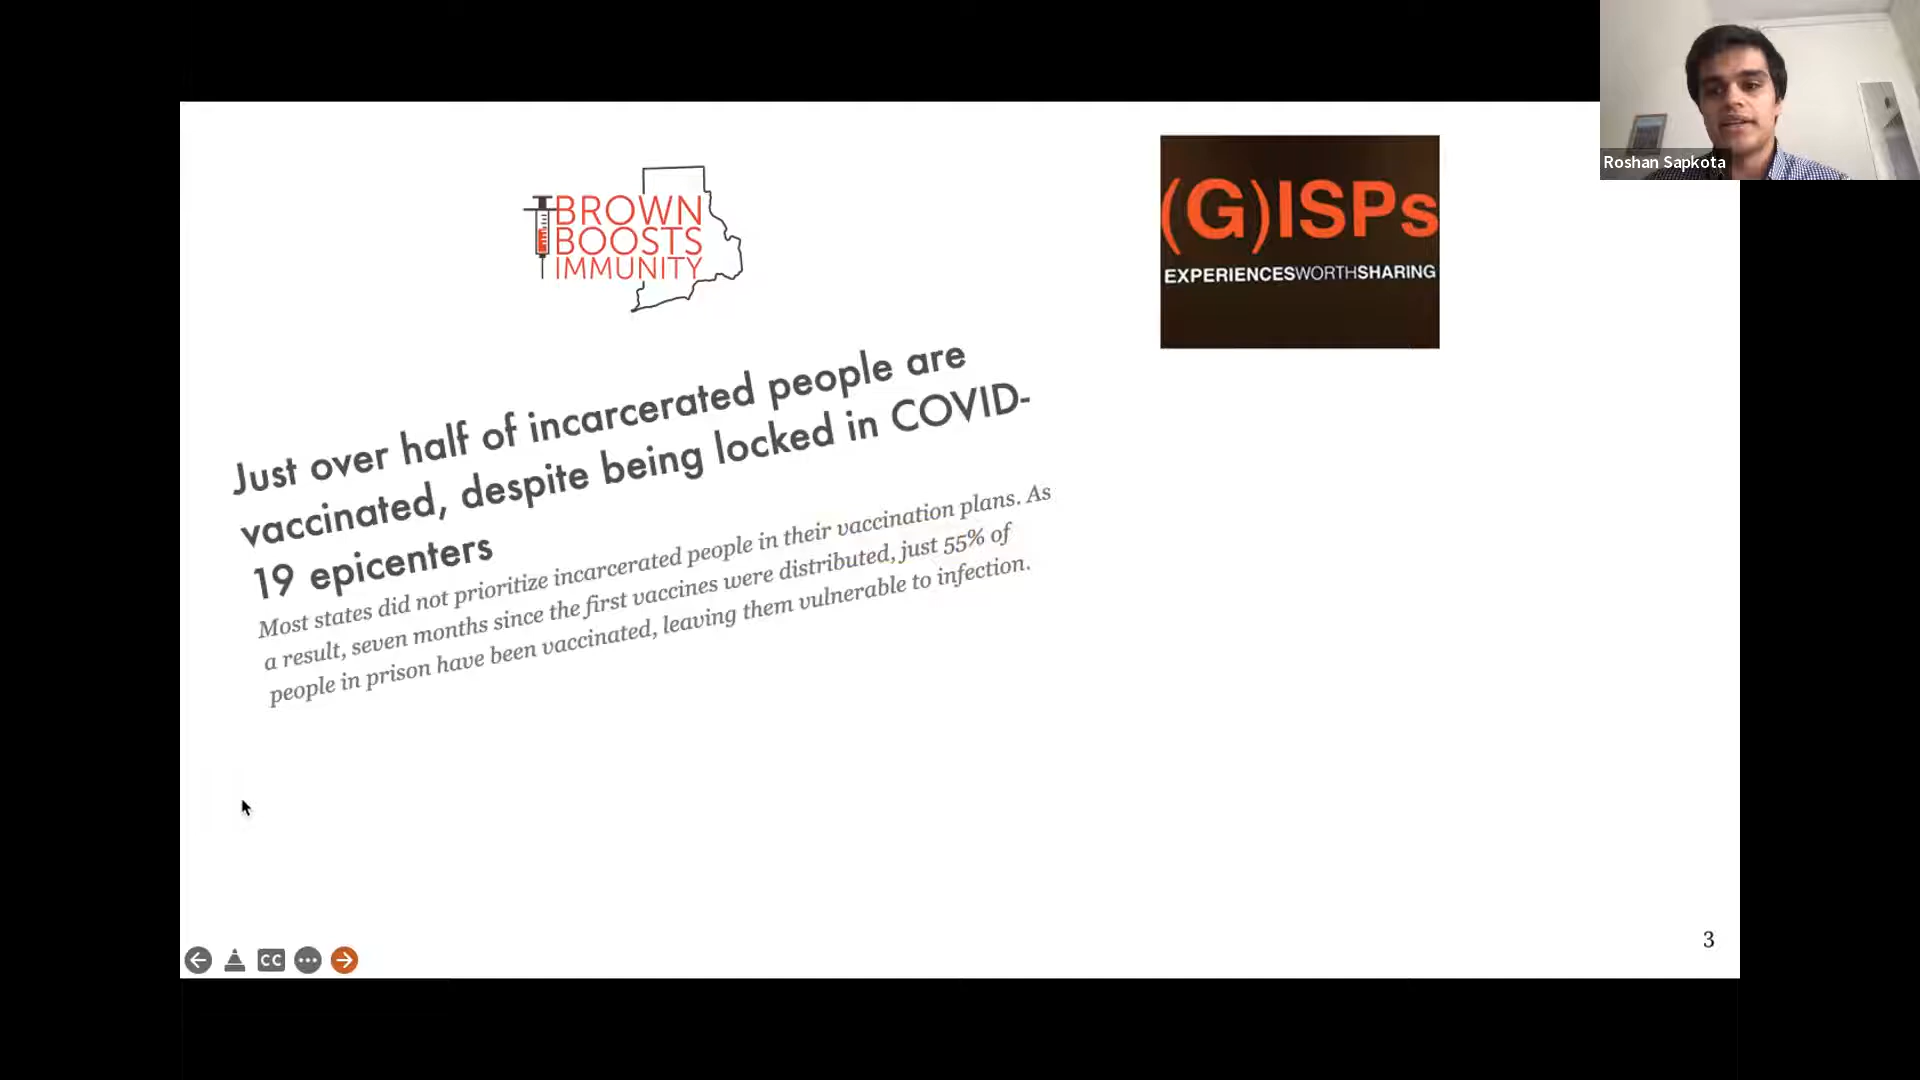 BROWN
BOOSTS
IMMUNITY
(G)ISPs
EXPERIENCESWORTHSHARING
Roshan Sapkota
Just over half of incarcerated people are
vaccinated, despite being locked in COVID-
19 epicenters
Most states did not prioritize incarcerated people in their vaccination plans. As
a result, seven months since the first vaccines were distributed, just 55% of
people in prison have been vaccinated, leaving them vulnerable to infection.
CC
3